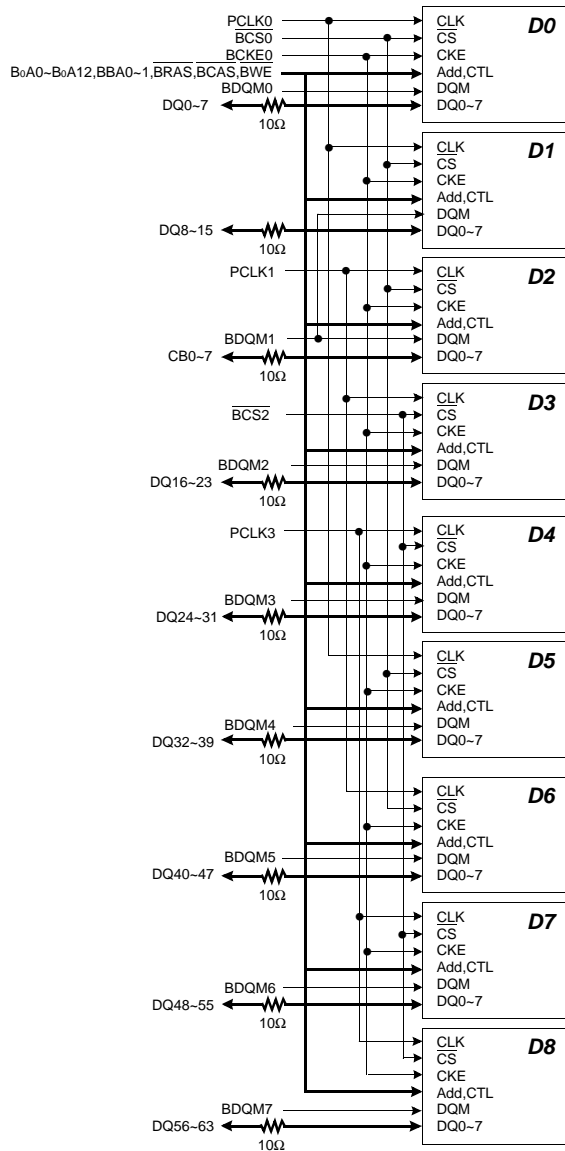 PCLK0 CLK D0
BCS0 CS
BCKE0 CKE
B0A0~B0A12,BBA0~1,BRAS,BCAS,BWE Add,CTL
BDQM0 DQM
DQ0~7 DQ0~7
10Ω
CLK D1
CS
CKE
Add,CTL
DQM
DQ8~15 DQ0~7
10Ω
PCLK1 CLK D2
CS
CKE
Add,CTL
BDQM1 DQM
CB0~7 DQ0~7
10Ω
CLK D3
BCS2 CS
CKE
Add,CTL
BDQM2 DQM
DQ16~23 DQ0~7
10Ω
PCLK3 CLK D4
CS
CKE
Add,CTL
BDQM3 DQM
DQ24~31 DQ0~7
10Ω
CLK D5
CS
CKE
Add,CTL
BDQM4 DQM
DQ32~39 DQ0~7
10Ω
CLK D6
CS
CKE
Add,CTL
BDQM5 DQM
DQ40~47 DQ0~7
10Ω
CLK D7
CS
CKE
Add,CTL
BDQM6 DQM
DQ48~55 DQ0~7
10Ω
CLK D8
CS
CKE
Add,CTL
BDQM7 DQM
DQ56~63 DQ0~7
10Ω